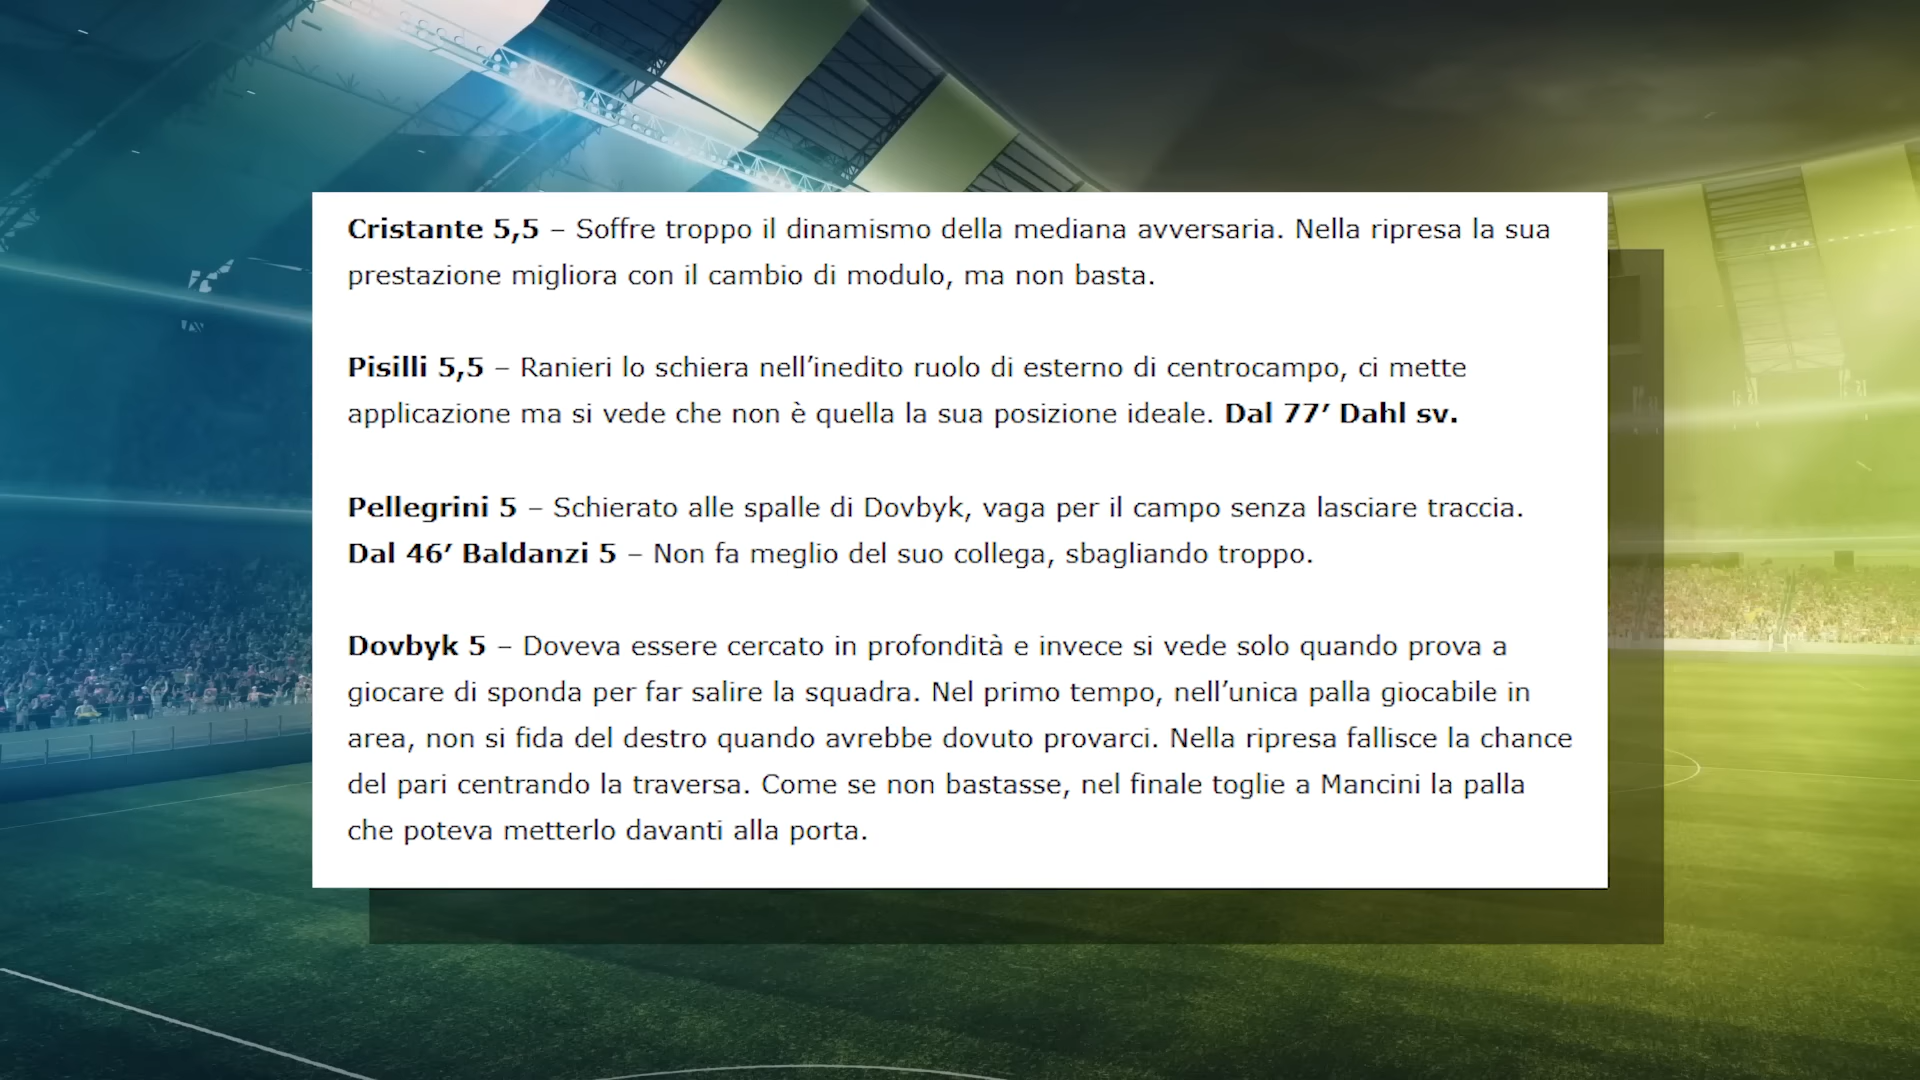 Cristante 5,5 – Soffre troppo il dinamismo della mediana avversaria. Nella ripresa la sua
prestazione migliora con il cambio di modulo, ma non basta.
Pisilli 5,5 – Ranieri lo schiera nell’inedito ruolo di esterno di centrocampo, ci mette
applicazione ma si vede che non è quella la sua posizione ideale. Dal 77′ Dahl sv.
Pellegrini 5 – Schierato alle spalle di Dovbyk, vaga per il campo senza lasciare traccia.
Dal 46′ Baldanzi 5 – Non fa meglio del suo collega, sbagliando troppo.
Dovbyk 5 – Doveva essere cercato in profondità e invece si vede solo quando prova a
giocare di sponda per far salire la squadra. Nel primo tempo, nell’unica palla giocabile in
area, non si fida del destro quando avrebbe dovuto provarci. Nella ripresa fallisce la chance
del pari centrando la traversa. Come se non bastasse, nel finale toglie a Mancini la palla
che poteva metterlo davanti alla porta.